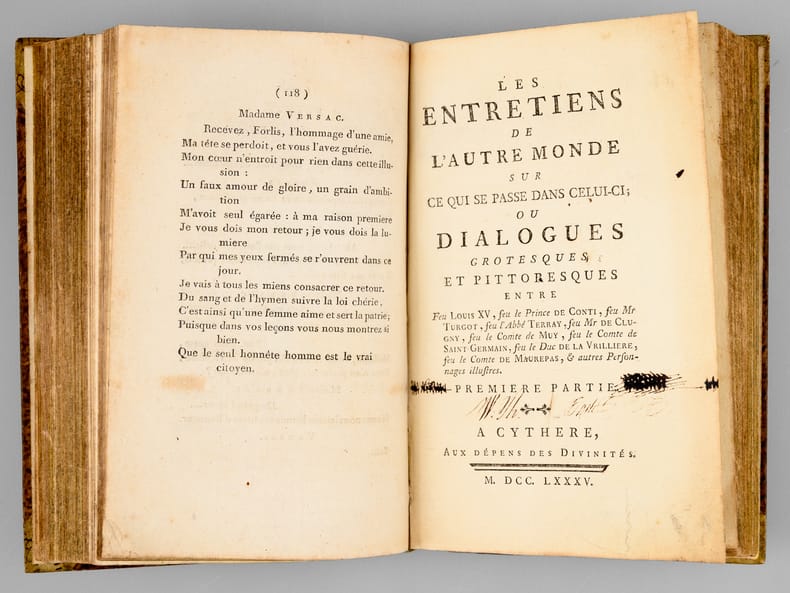 ( 118 )
Madame VERSAC.
Recevez, Forlis, l'hommage d'une amie,
Ma tête se perdoit, et vous l'avez guérie.
Mon cœur n'entroit pour rien dans cette illu-
sion :
Un faux amour de gloire, un grain d'ambi-
tion
M'avoit seul égarée : à ma raison premiere
Je vous dois mon retour ; je vous dois la lu-
miere
Par qui mes yeux fermés se r'ouvrent dans ce
jour.
Je vais à tous les miens consacrer ce retour.
Du sang et de l'hymen suivre la loi chérie.
C'est ainsi qu'une femme aime et sert la patrie;
Puisque dans vos leçons vous nous montrez si
bien.
Que le seul honnête homme est le vrai
citoyen.
LES
ENTRETIENS
DE
L'AUTRE MONDE
SUR
CE QUI SE PASSE DANS CELUI-CI;
OU
DIALOGUES
GROTESQUES,
ET PITTORESQUES
ENTRE
Feu LOUIS XV, feu le Prince DE CONTI, feu Mr
TURGOT, feu l'Abbé TERRAY, feu Mr DE CLU-
GNY, feu le Comte DE MUY, feu le Comte DE
SAINT GERMAIN, feu le Duc DE LA VRILLIERE,
feu le Comte DE MAUREPAS, & autres Person-
nages illustres.
PREMIERE PARTIE
A CYTHERE,
AUX DÉPENS DES DIVINITÉS.
M. DCC. LXXXV.